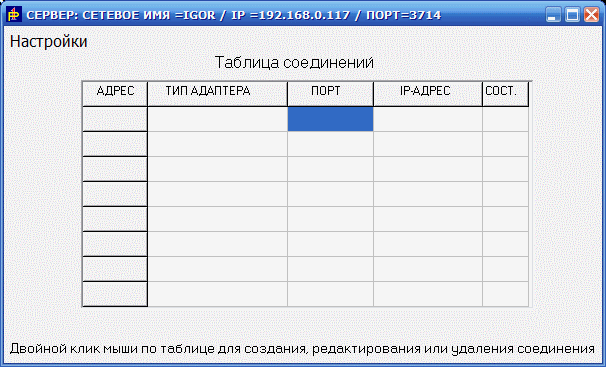 СЕРВЕР: СЕТЕВОЕ ИМЯ =IGOR / IP =192.168.0.117 / ПОРТ=3714
Настройки
Таблица соединений
АДРЕС ТИП АДАПТЕРА ПОРТ IP-АДРЕС СОСТ.
Двойной клик мыши по таблице для создания, редактирования или удаления соединения